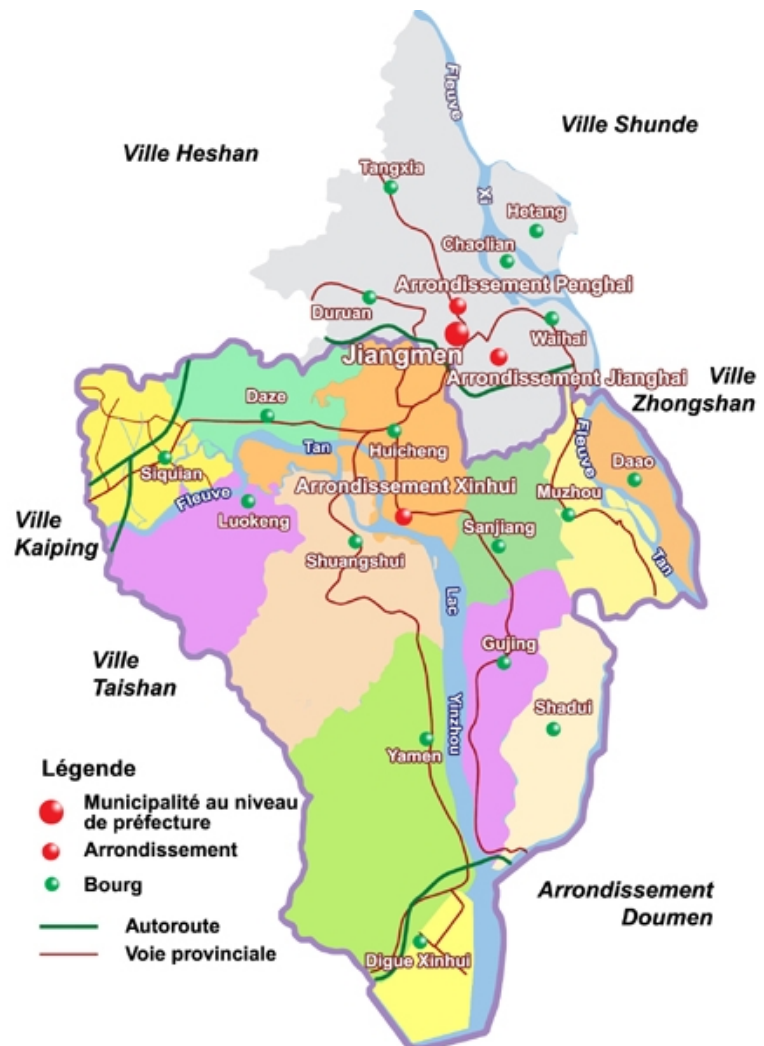 Fleuve
Ville Shunde
Ville Heshan
Tangxia
Xi
Hetang
Chaolian
Arrondissement Penghai
Duruan
Waihai
Jiangmen
Arrondissement Jianghai
Ville
Zhongshan
Daze
Huicheng
Tan
Fleuve
Daao
Siquian
Fleuve
Arrondissement Xinhui
Muzhou
Luokeng
Ville
Kaiping
Sanjiang
Shuangshui
Tan
Lac
Gujing
Ville
Taishan
Yinzhou
Shadui
Yamen
Légende
Municipalité au niveau
de préfecture
Arrondissement
Bourg
Arrondissement
Doumen
Autoroute
Voie provinciale
Digue Xinhui